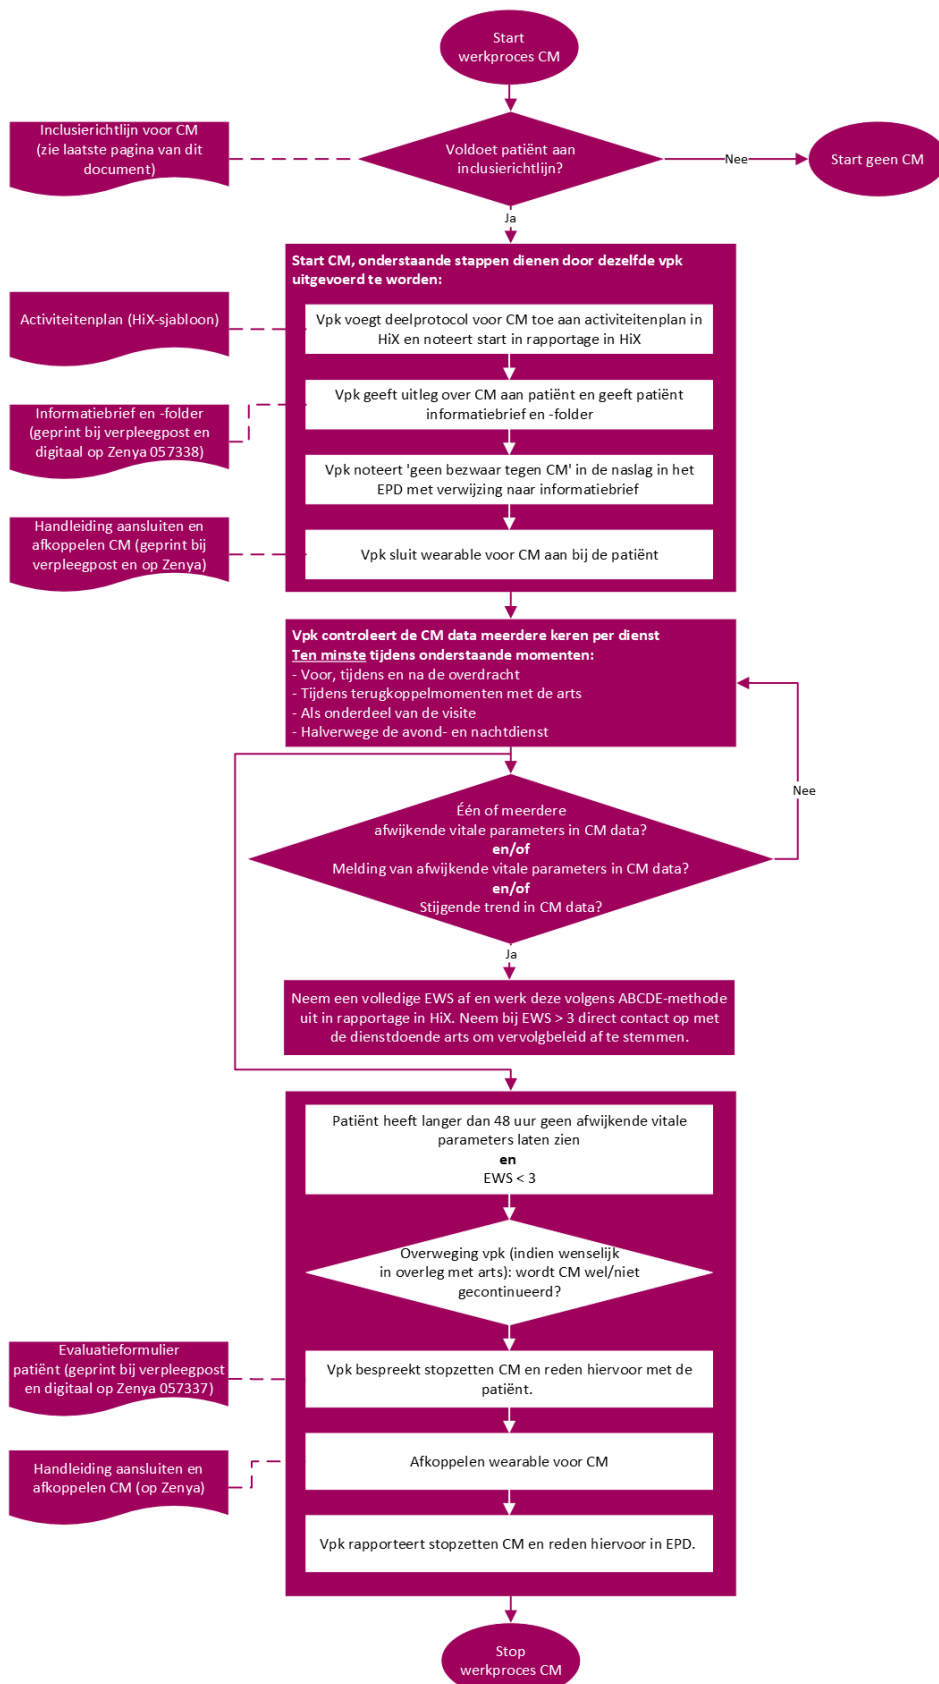 Start
werkproces CM
Inclusierichtlijn voor CM
(zie laatste pagina van dit
document)
Voldoet patiënt aan
inclusierichtlijn?
Nee
Start geen CM
Ja
Start CM, onderstaande stappen dienen door dezelfde vpk
uitgevoerd te worden:
Activiteitenplan (HiX-sjabloon)
Vpk voegt deelprotocol voor CM toe aan activiteitenplan in
HiX en noteert start in rapportage in HiX
Informatiebrief en -folder
(geprint bij verpleegpost en
digitaal op Zenya 057338)
Vpk geeft uitleg over CM aan patiënt en geeft patiënt
informatiebrief en -folder
Vpk noteert 'geen bezwaar tegen CM' in de naslag in het
EPD met verwijzing naar informatiebrief
Handleiding aansluiten en
afkoppelen CM (geprint bij
verpleegpost en op Zenya)
Vpk sluit wearable voor CM aan bij de patiënt
Vpk controleert de CM data meerdere keren per dienst
Ten minste tijdens onderstaande momenten:
- Voor, tijdens en na de overdracht
- Tijdens terugkoppelmomenten met de arts
- Als onderdeel van de visite
- Halverwege de avond- en nachtdienst
Nee
Één of meerdere
afwijkende vitale parameters in CM data?
en/of
Melding van afwijkende vitale parameters in CM data?
en/of
Stijgende trend in CM data?
Ja
Neem een volledige EWS af en werk deze volgens ABCDE-methode
uit in rapportage in HiX. Neem bij EWS > 3 direct contact op met
de dienstdoende arts om vervolgbeleid af te stemmen.
Patiënt heeft langer dan 48 uur geen afwijkende vitale
parameters laten zien
en
EWS < 3
Overweging vpk (indien wenselijk
in overleg met arts): wordt CM wel/niet
gecontinueerd?
Evaluatieformulier
patiënt (geprint bij verpleegpost
en digitaal op Zenya 057337)
Vpk bespreekt stopzetten CM en reden hiervoor met de
patiënt.
Handleiding aansluiten en
afkoppelen CM (op Zenya)
Afkoppelen wearable voor CM
Vpk rapporteert stopzetten CM en reden hiervoor in EPD.
Stop
werkproces CM